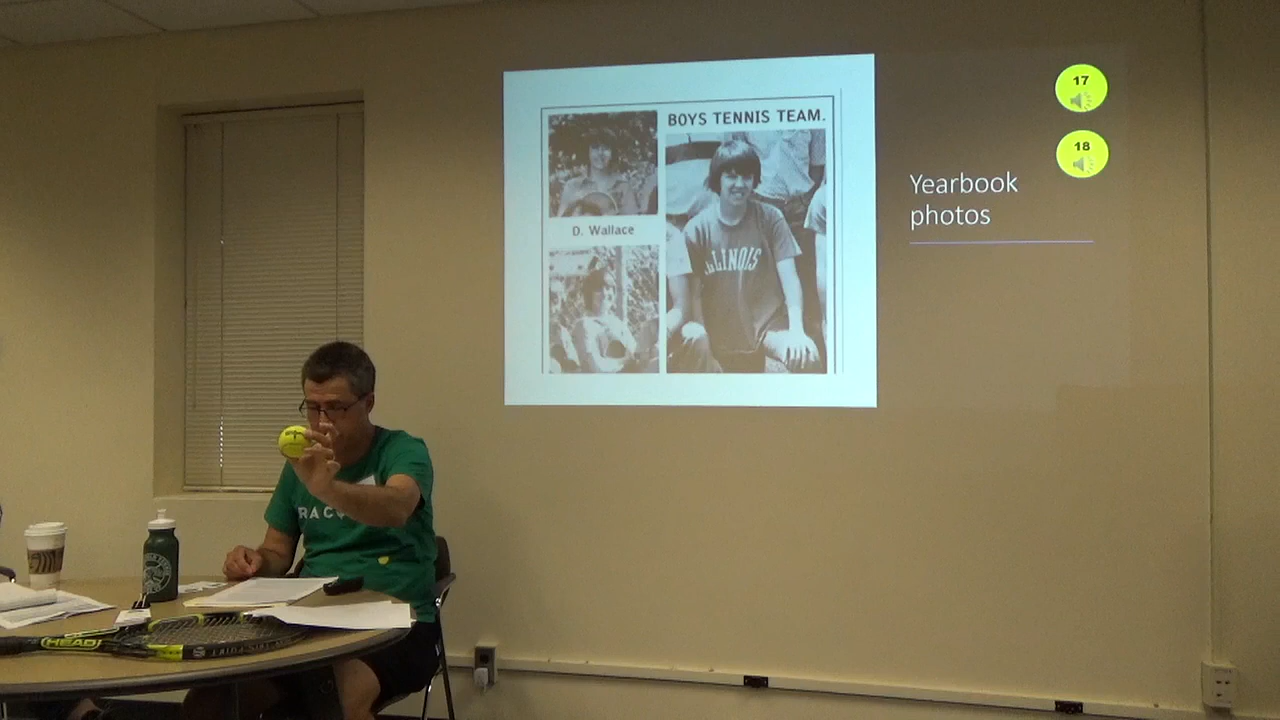 BOYS TENNIS TEAM.
D. Wallace
ILLINOIS
Yearbook
photos
17
18
HEAD